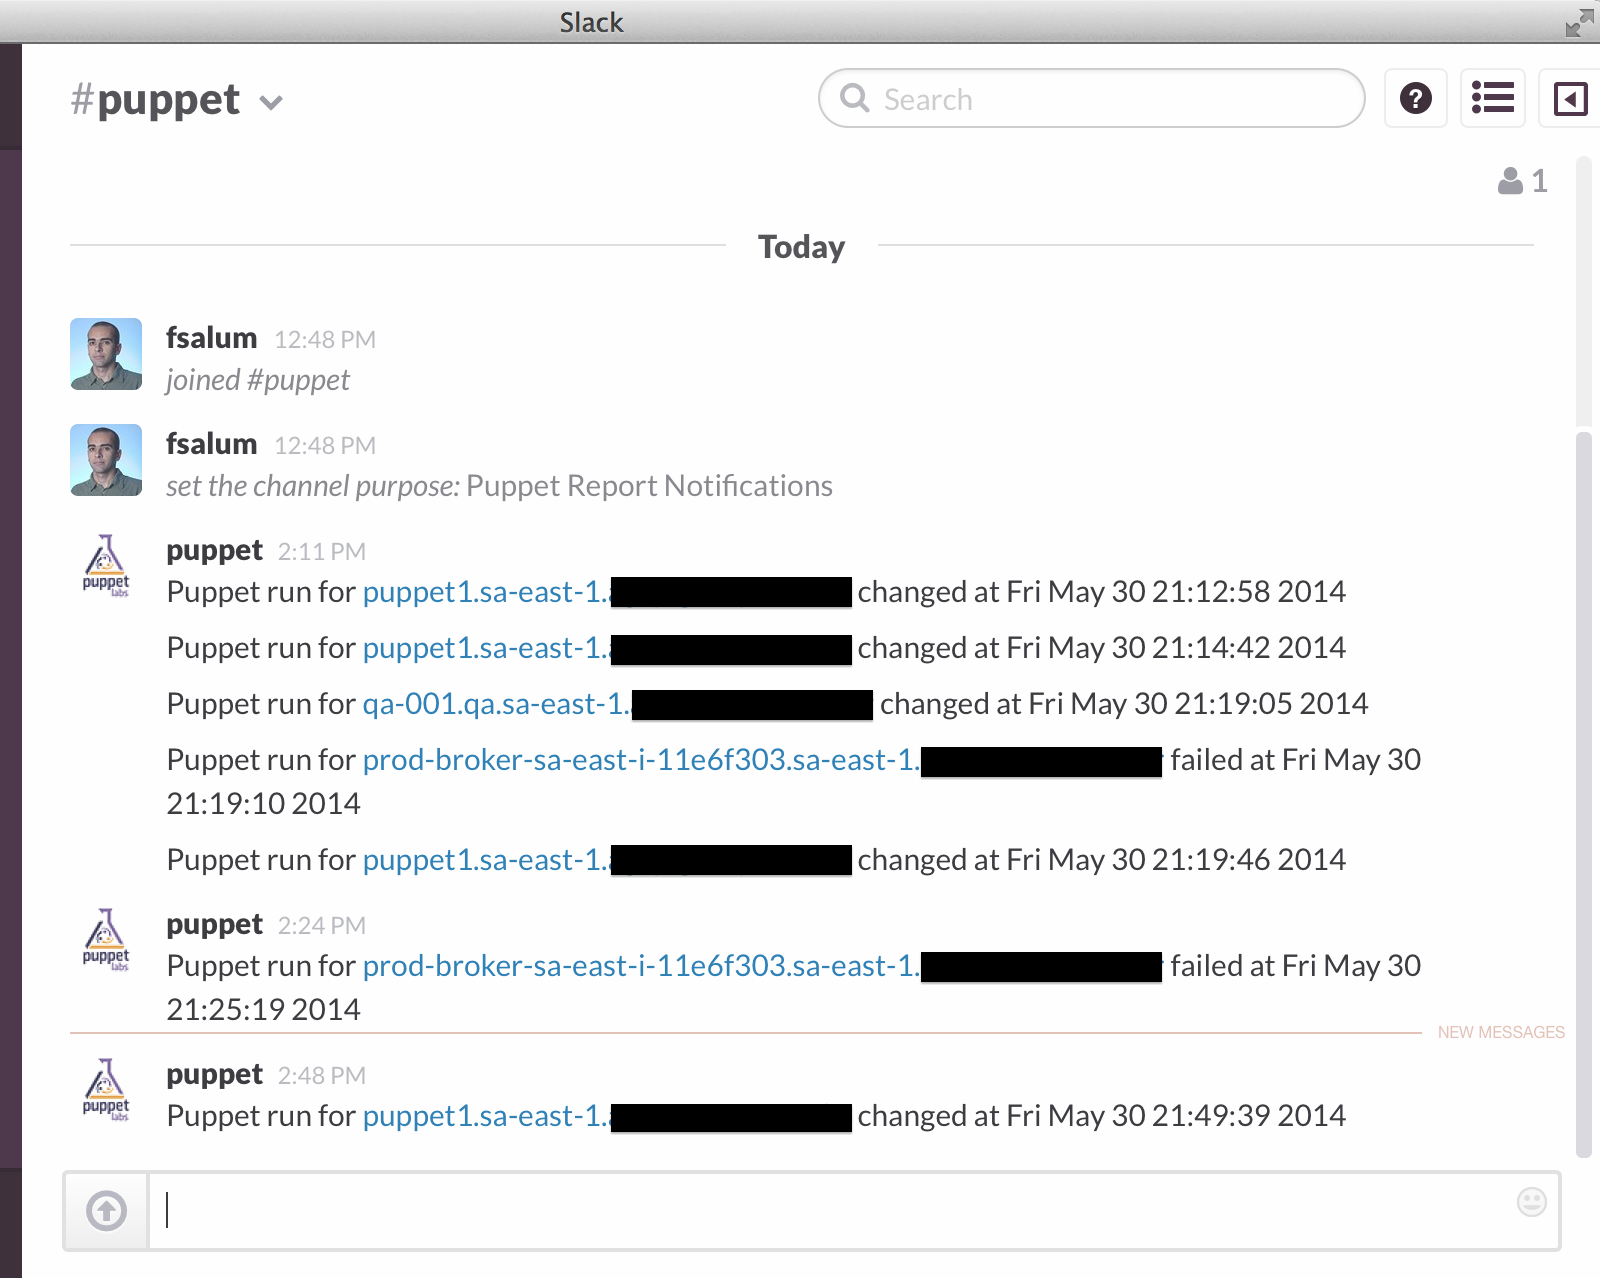 Slack
#puppet
Search
1
Today
fsalum 12:48 PM
joined #puppet
fsalum 12:48 PM
set the channel purpose: Puppet Report Notifications
puppet 2:11 PM
Puppet run for puppet1.sa-east-1. changed at Fri May 30 21:12:58 2014
puppet labs
Puppet run for puppet1.sa-east-1. changed at Fri May 30 21:14:42 2014
Puppet run for qa-001.qa.sa-east-1. changed at Fri May 30 21:19:05 2014
Puppet run for prod-broker-sa-east-i-11e6f303.sa-east-1. failed at Fri May 30
21:19:10 2014
Puppet run for puppet1.sa-east-1. changed at Fri May 30 21:19:46 2014
puppet 2:24 PM
puppet labs
Puppet run for prod-broker-sa-east-i-11e6f303.sa-east-1. failed at Fri May 30
21:25:19 2014
NEW MESSAGES
puppet 2:48 PM
puppet labs
Puppet run for puppet1.sa-east-1. changed at Fri May 30 21:49:39 2014